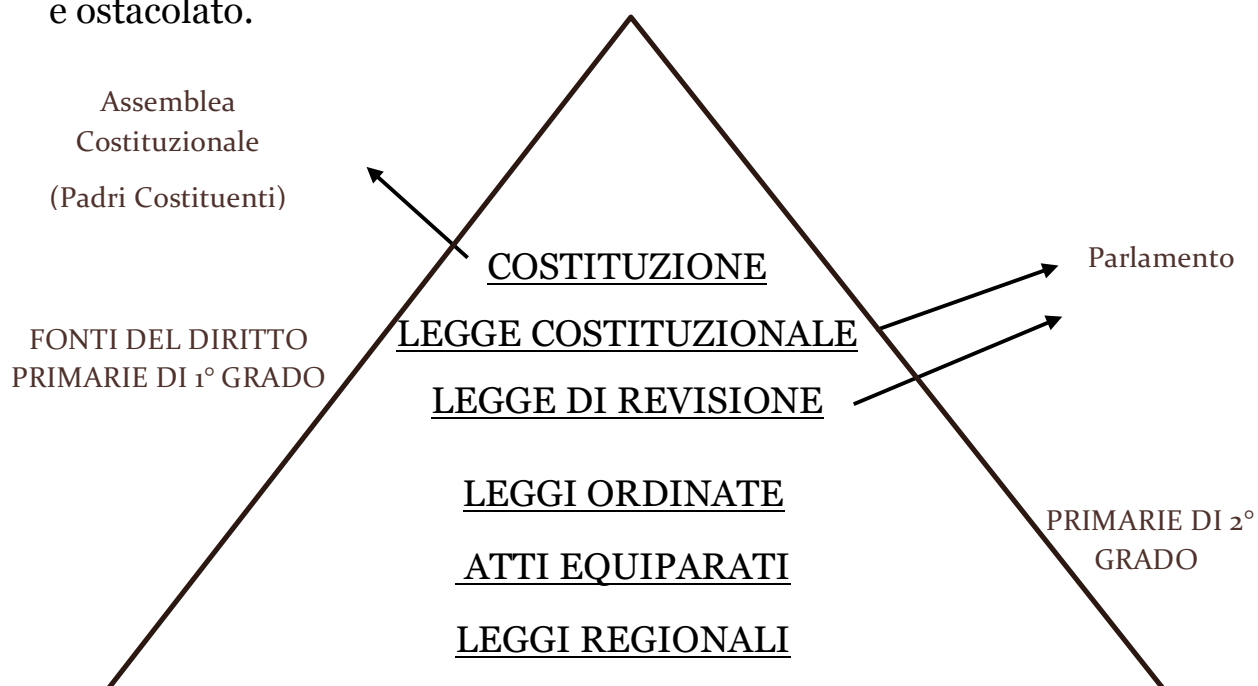 e ostacolato.
Assemblea
Costituzionale
(Padri Costituenti)
COSTITUZIONE
Parlamento
FONTI DEL DIRITTO
PRIMARIE DI 1° GRADO
LEGGE COSTITUZIONALE
LEGGE DI REVISIONE
LEGGI ORDINATE
PRIMARIE DI 2°
GRADO
ATTI EQUIPARATI
LEGGI REGIONALI